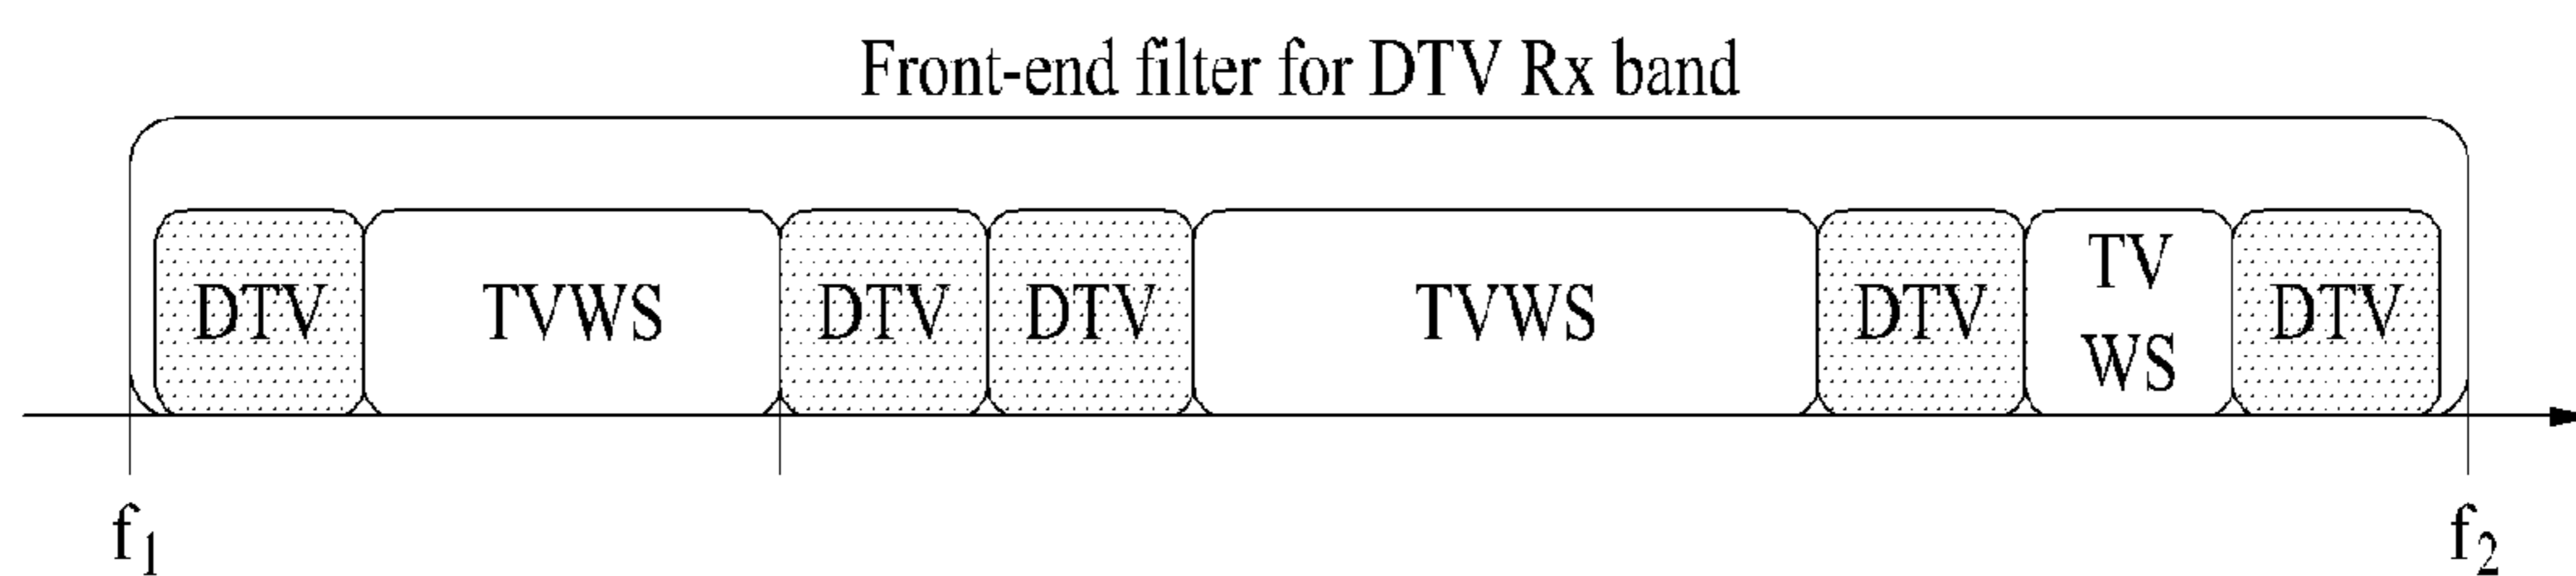 Front-end filter for DTV Rx band
DTV TVWS DTV DTV TVWS DTV TV DTV
WS
f1 f2